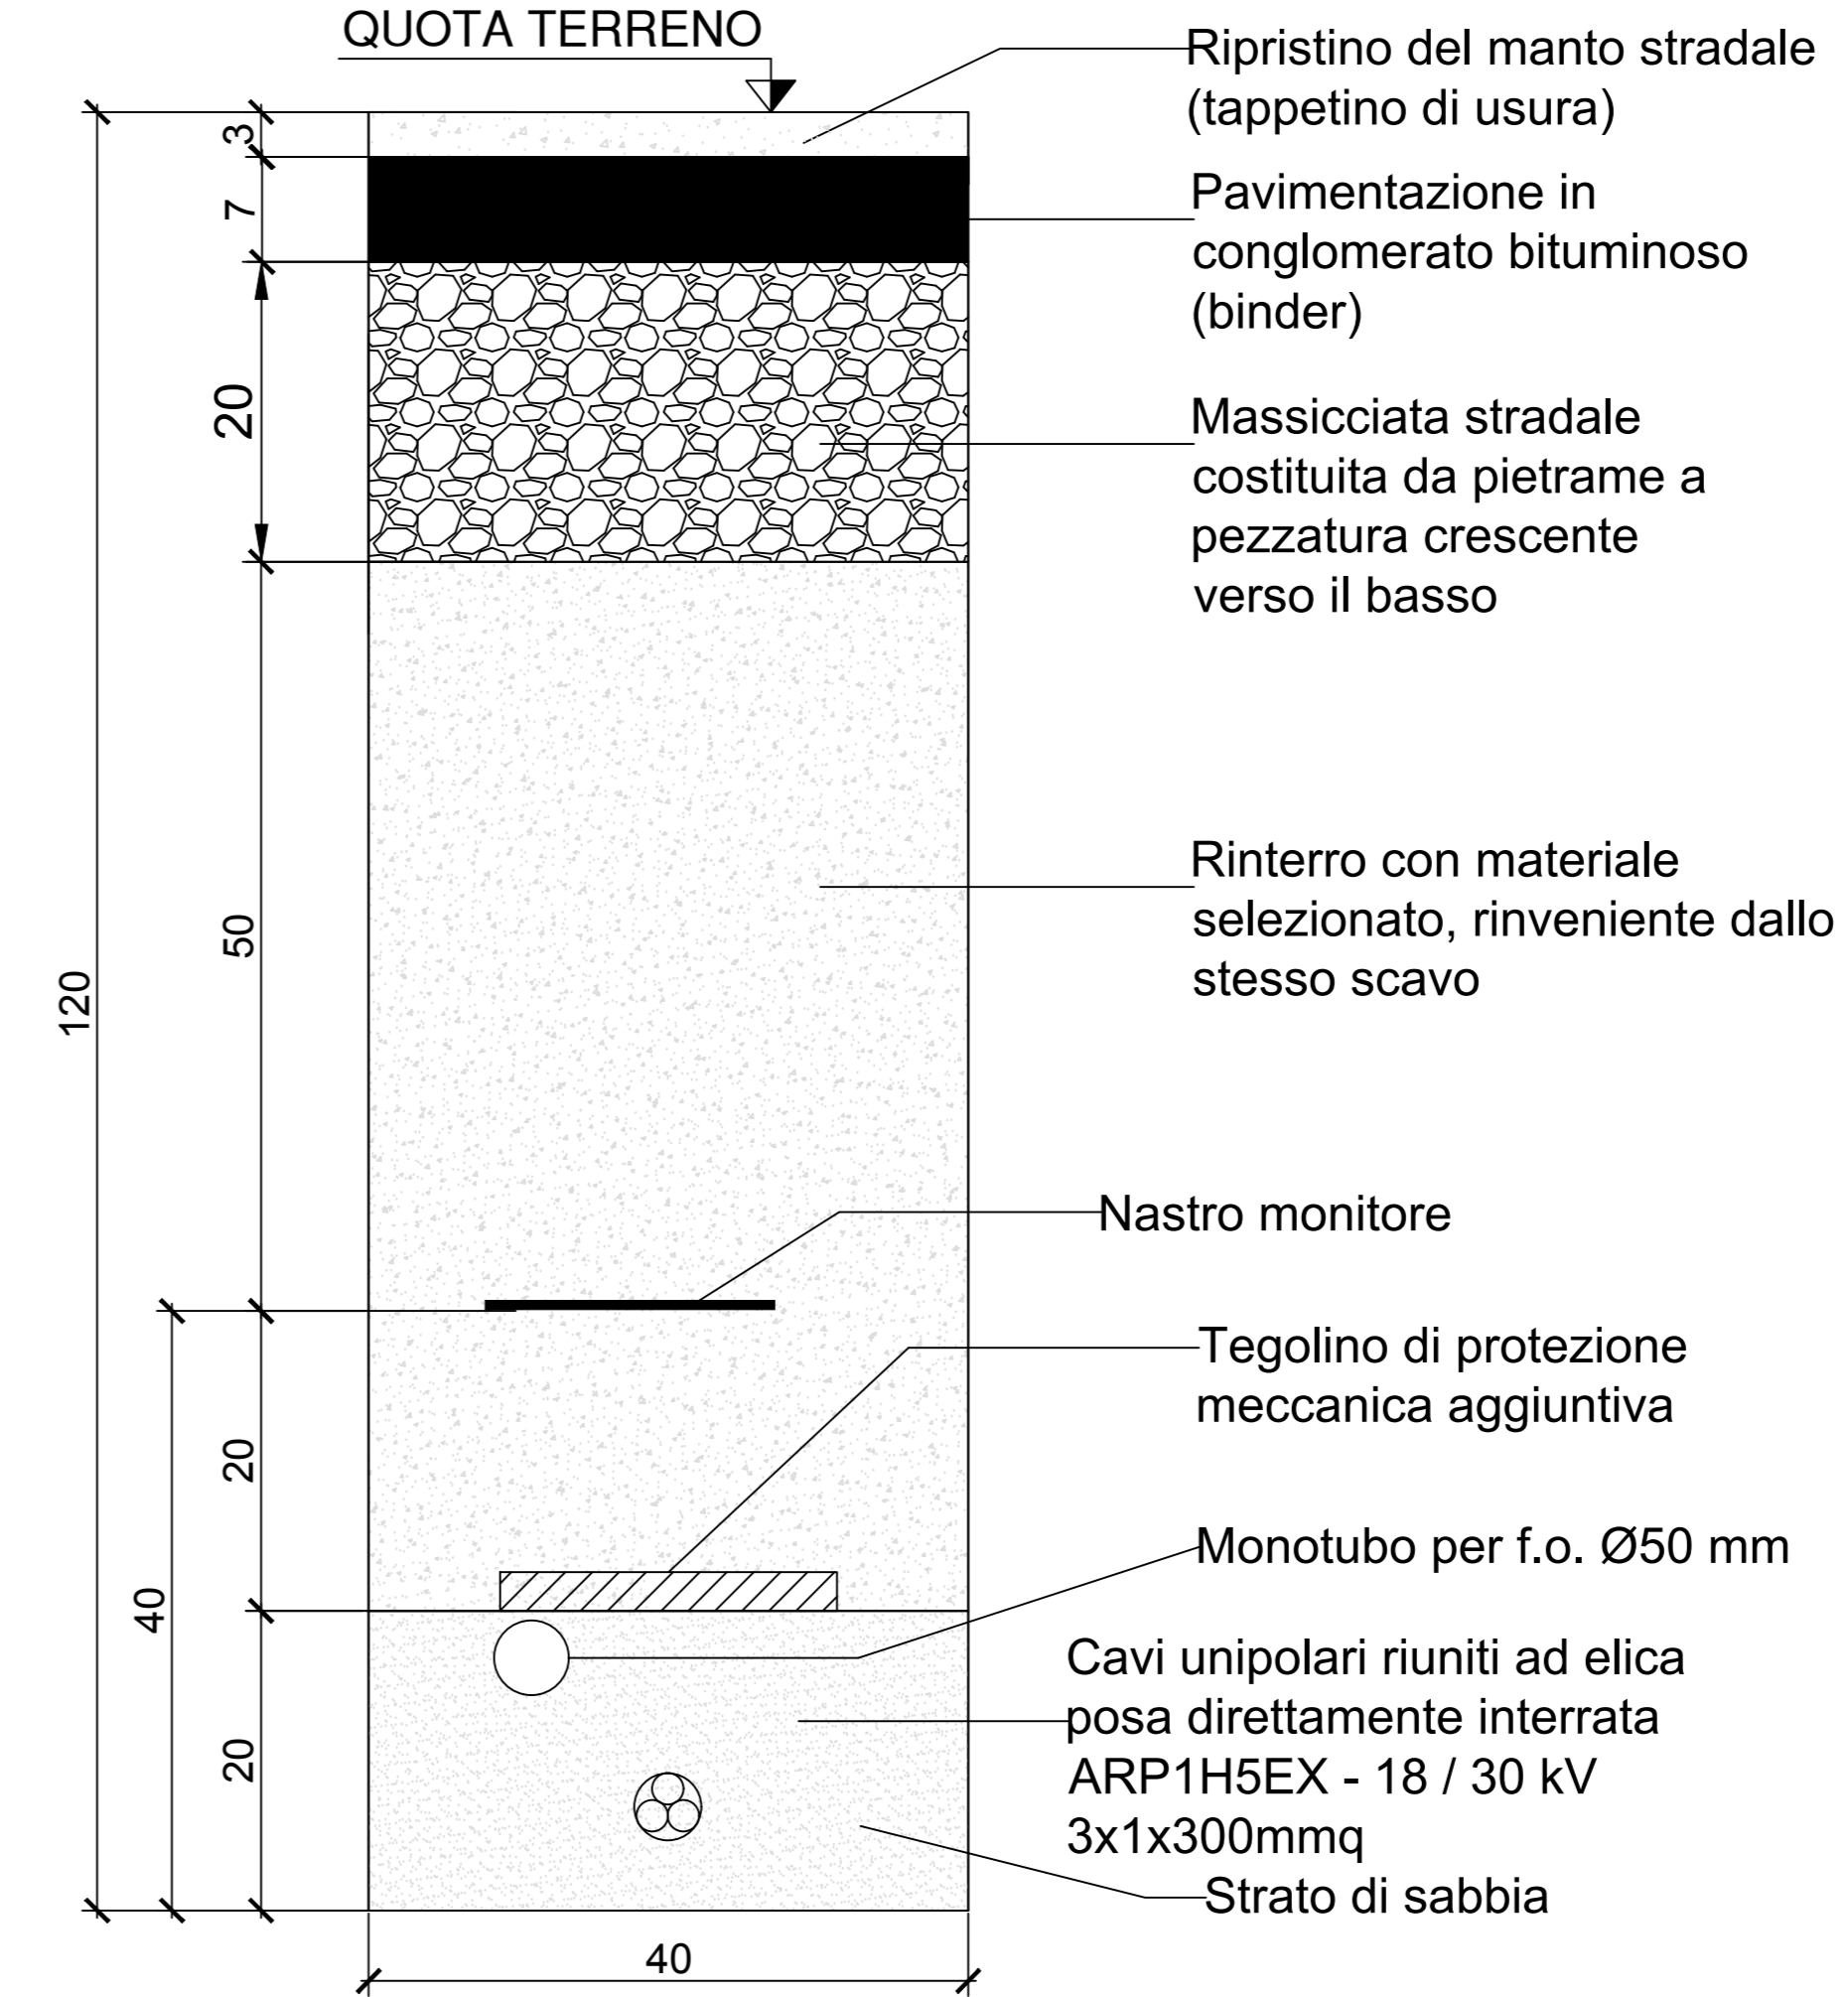 QUOTA TERRENO
Ripristino del manto stradale
(tappetino di usura)
3
Pavimentazione in
conglomerato bituminoso
(binder)
7
Massicciata stradale
costituita da pietrame a
pezzatura crescente
verso il basso
20
Rinterro con materiale
selezionato, rinveniente dallo
stesso scavo
50
120
Nastro monitore
Tegolino di protezione
meccanica aggiuntiva
20
Monotubo per f.o. Ø50 mm
40
Cavi unipolari riuniti ad elica
posa direttamente interrata
ARP1H5EX - 18 / 30 kV
3x1x300mmq
20
Strato di sabbia
40